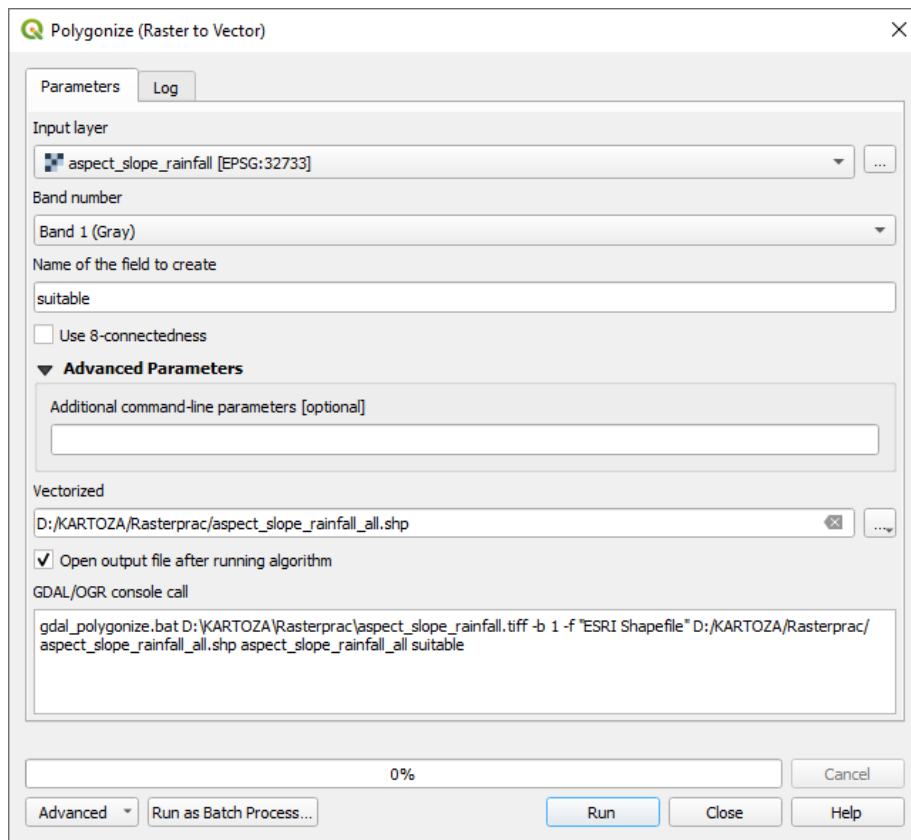 Polygonize (Raster to Vector)
Parameters Log
Input layer
aspect_slope_rainfall [EPSG:32733]
...
Band number
Band 1 (Gray)
Name of the field to create
suitable
Use 8-connectedness
Advanced Parameters
Additional command-line parameters [optional]
Vectorized
D:/KARTOZA/Rasterprac/aspect_slope_rainfall_all.shp
...
Open output file after running algorithm
GDAL/OGR console call
gdal_polygonize.bat D:\KARTOZA\Rasterprac\aspect_slope_rainfall.tiff -b 1 -f "ESRI Shapefile" D:/KARTOZA/Rasterprac/
aspect_slope_rainfall_all.shp aspect_slope_rainfall_all suitable
0% Cancel
Advanced Run as Batch Process... Run Close Help